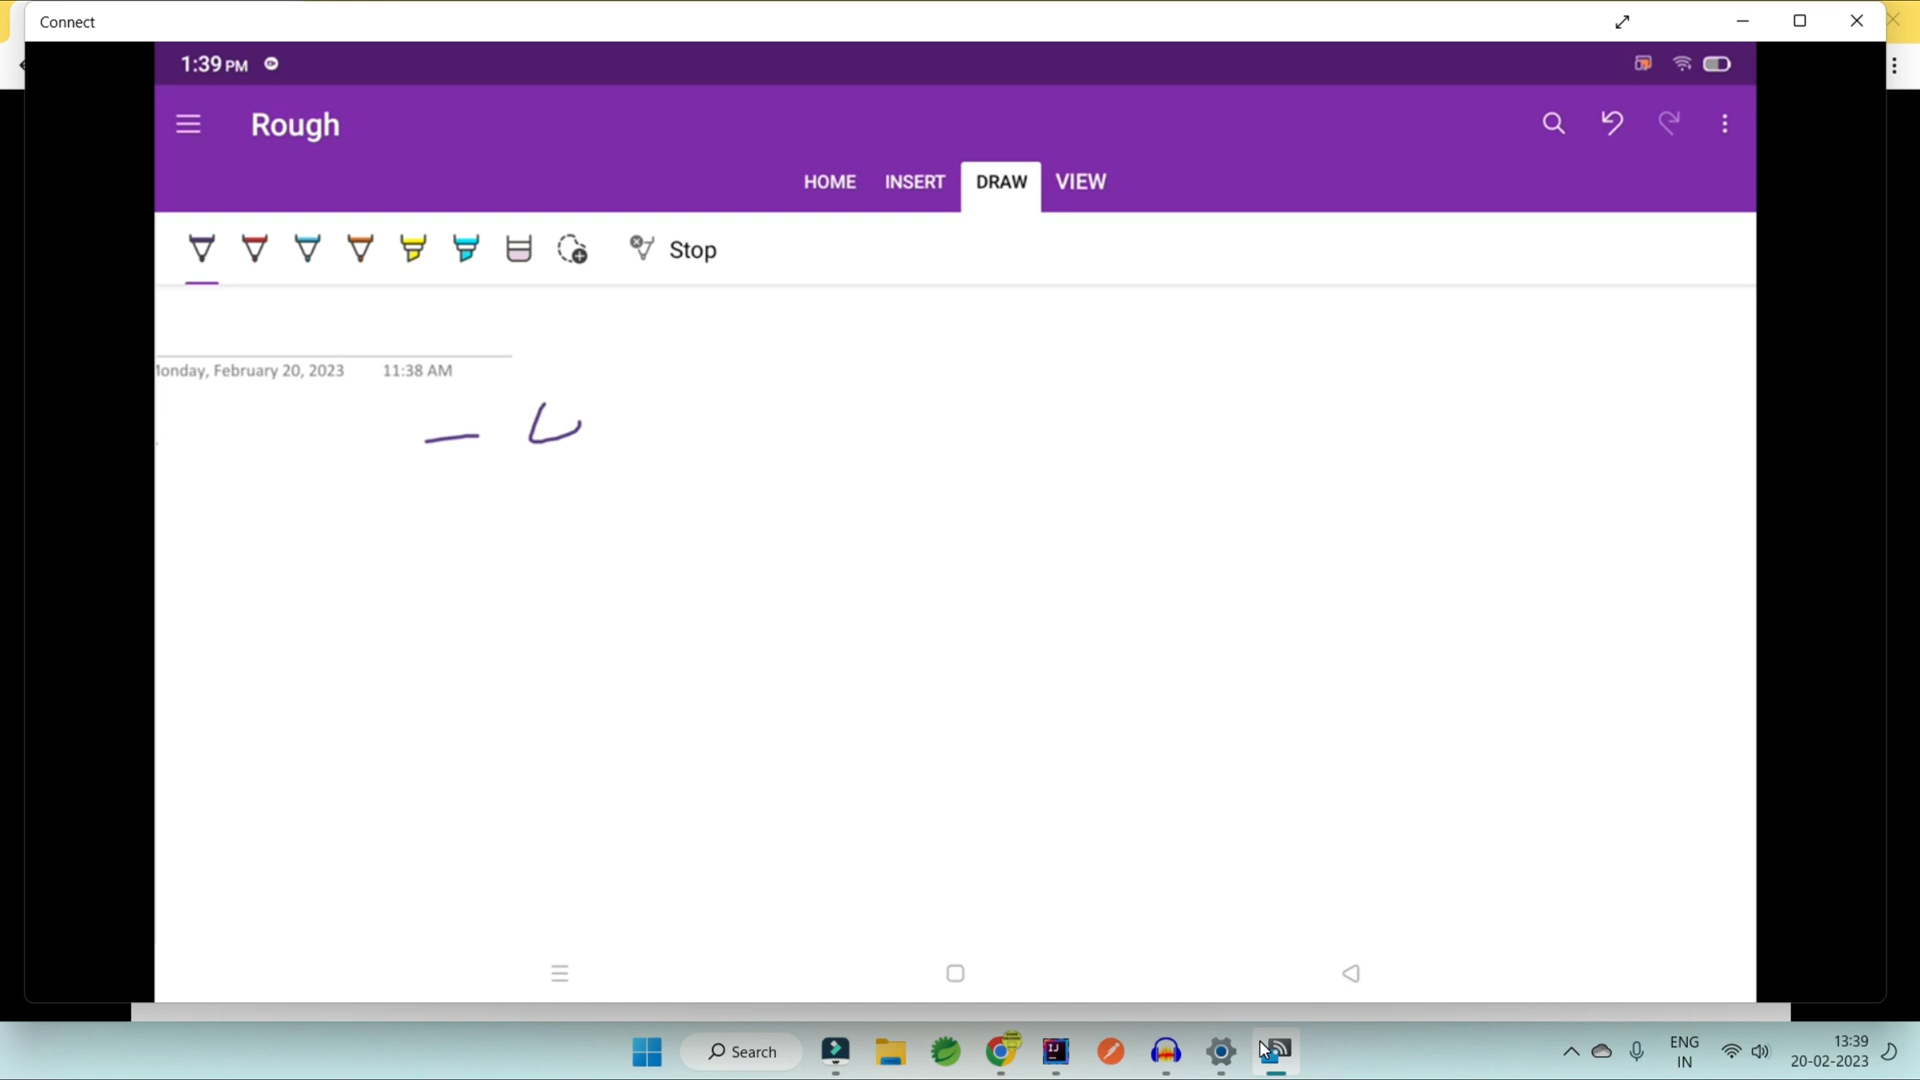 Connect
1:39 PM
Rough
HOME INSERT DRAW VIEW
Stop
onday, February 20, 2023 11:38 AM
Search
ENG
IN
13:39
20-02-2023